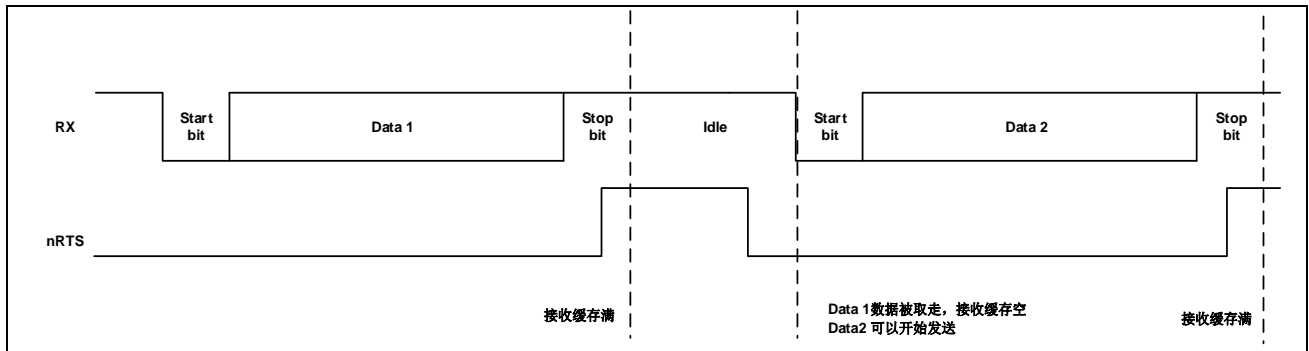 RX
Start
bit
Data 1
Stop
bit
Idle
Start
bit
Data 2
Stop
bit
nRTS
接收缓存满
Data 1数据被取走，接收缓存空
Data2 可以开始发送
接收缓存满